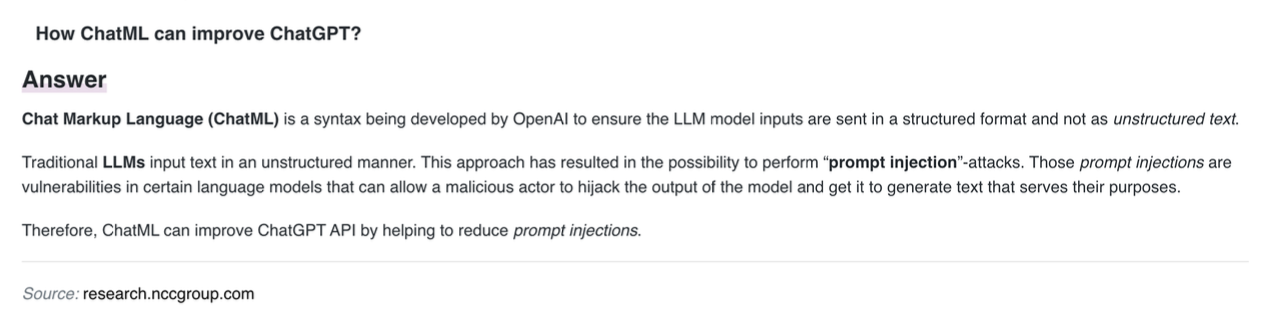 How ChatML can improve ChatGPT?
Answer
Chat Markup Language (ChatML) is a syntax being developed by OpenAI to ensure the LLM model inputs are sent in a structured format and not as unstructured text.
Traditional LLMs input text in an unstructured manner. This approach has resulted in the possibility to perform “prompt injection”-attacks. Those prompt injections are
vulnerabilities in certain language models that can allow a malicious actor to hijack the output of the model and get it to generate text that serves their purposes.
Therefore, ChatML can improve ChatGPT API by helping to reduce prompt injections.
Source: research.nccgroup.com